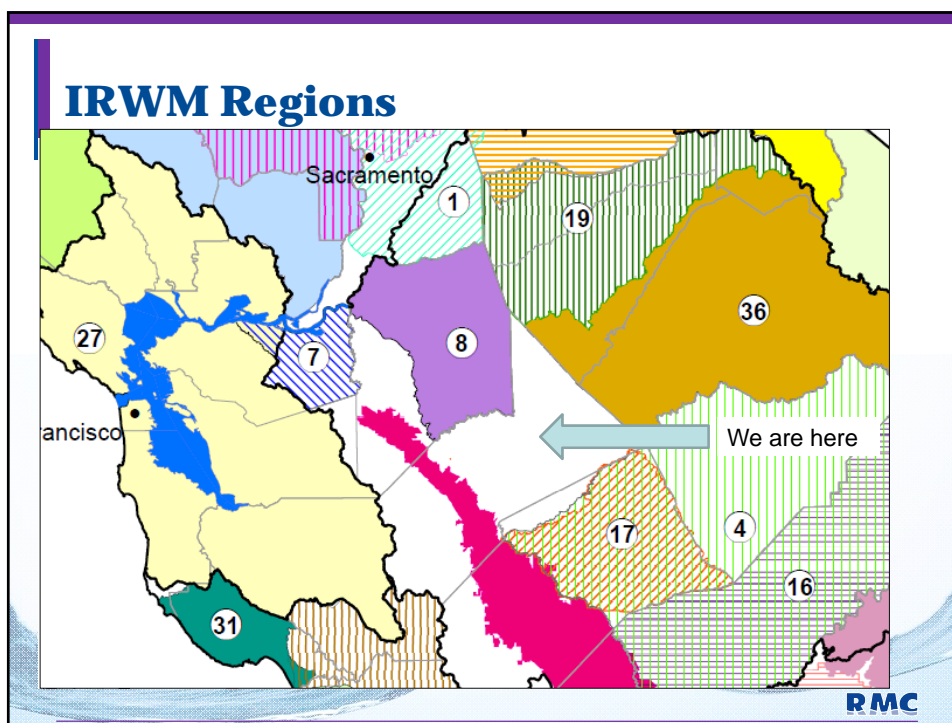 IRWM Regions
Sacramento
1
19
36
27
7
8
rancisco
We are here
17
4
16
31
RMC